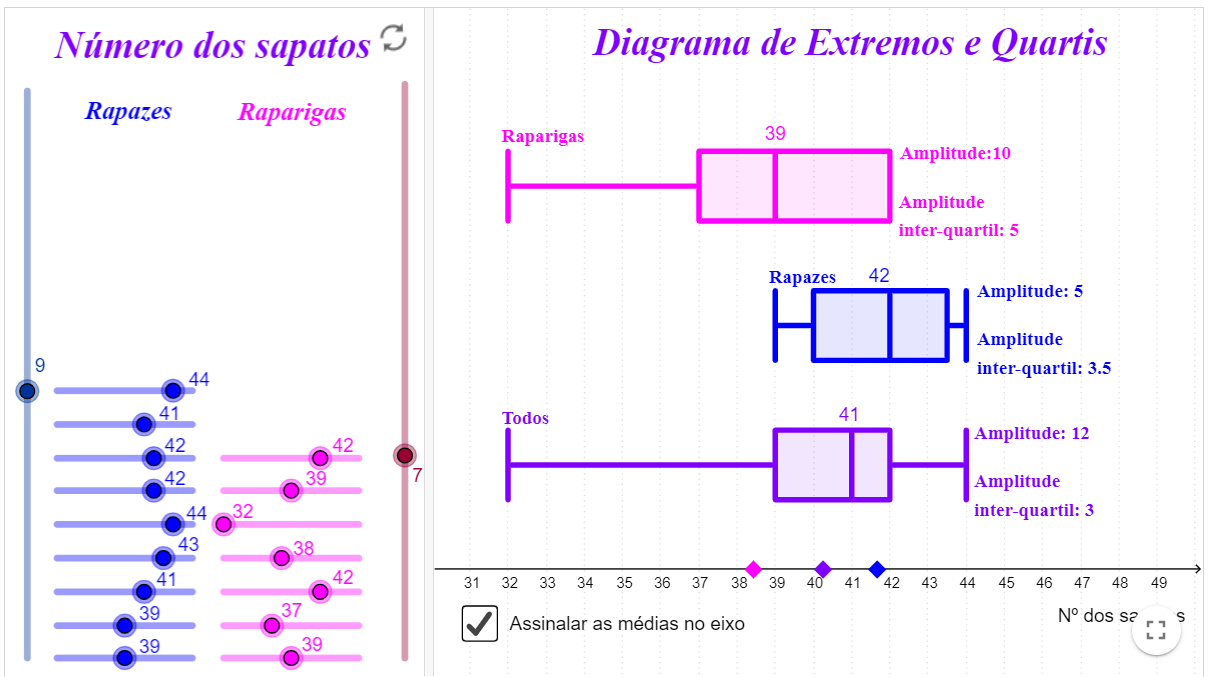 Número dos sapatos
Rapazes
Raparigas
9
44
41
42
42
44
43
41
39
39
42
39
32
38
42
37
39
7
Diagrama de Extremos e Quartis
Raparigas
39
Amplitude:10
Amplitude
inter-quartil: 5
Rapazes
42
Amplitude: 5
Amplitude
inter-quartil: 3.5
Todos
41
Amplitude: 12
Amplitude
inter-quartil: 3
31 32 33 34 35 36 37 38 39 40 41 42 43 44 45 46 47 48 49
Nº dos
Assinalar as médias no eixo